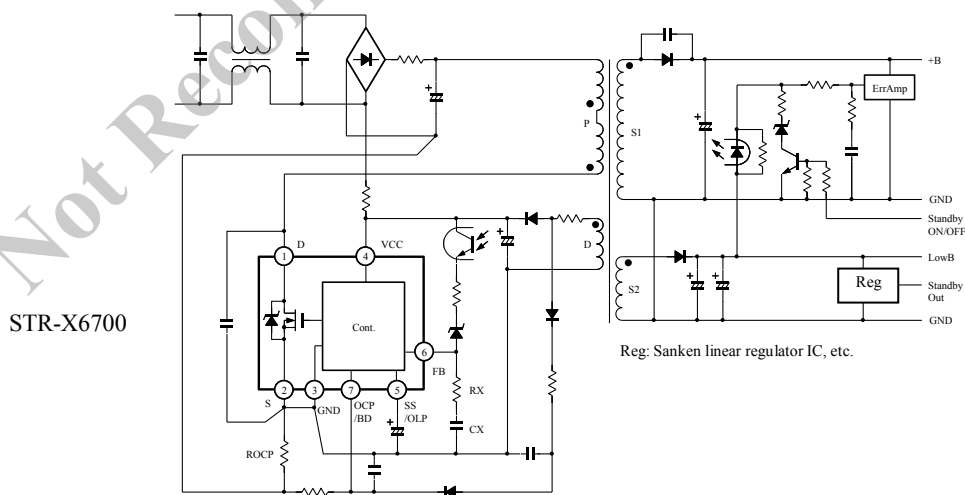 Not Recom
+B
ErrAmp
P
S1
GND
Standby
ON/OFF
D
VCC
D
1
4
LowB
S2
Reg
Standby
Out
STR-X6700
Cont.
GND
6
FB
Reg: Sanken linear regulator IC, etc.
2
3
7
5
RX
S
GND
OCP
/BD
SS
/OLP
CX
ROCP